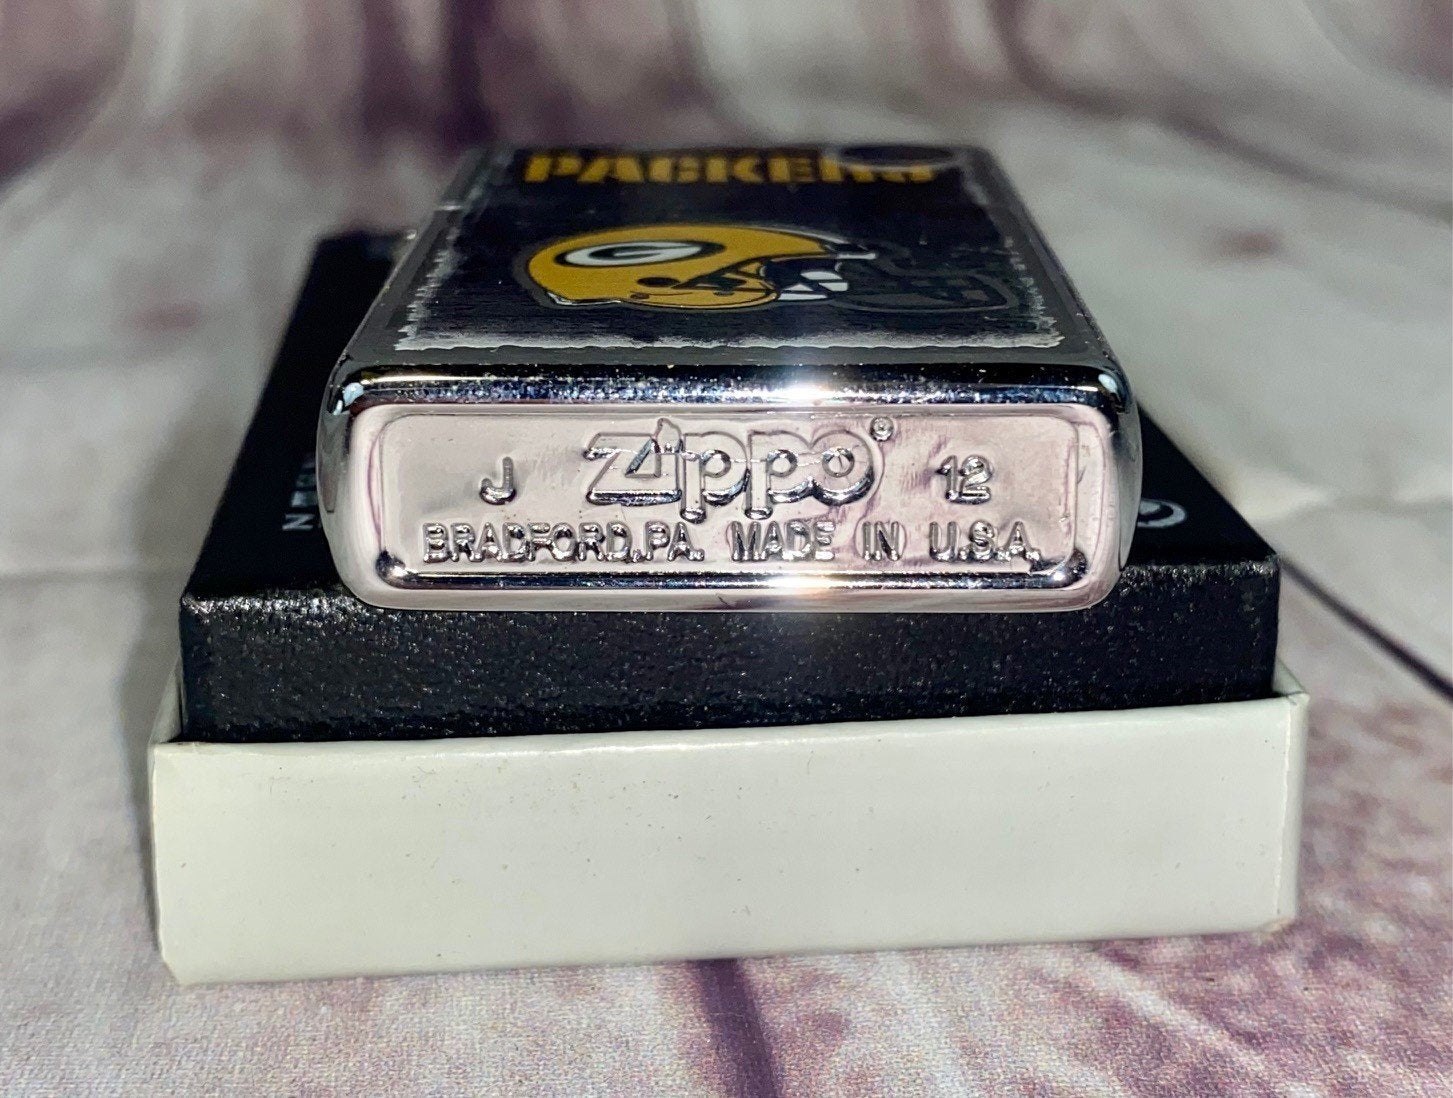 PACKERS
G
J Zippo® 12
BRADFORD,PA. MADE IN U.S.A.